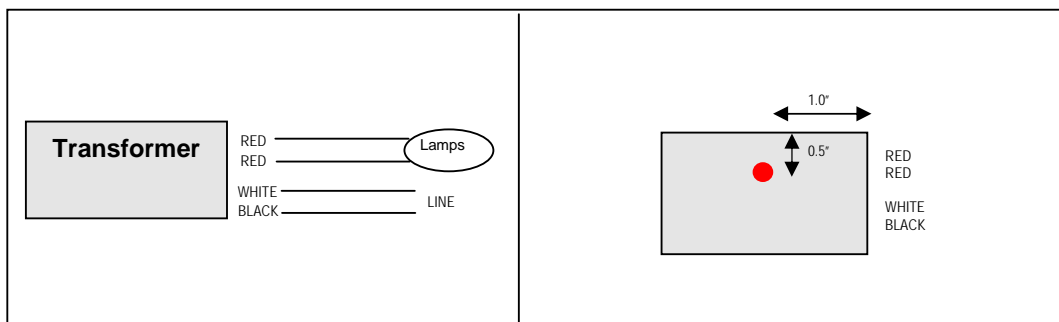 Transformer
RED
RED
WHITE
BLACK
Lamps
LINE
1.0"
0.5"
RED
RED
WHITE
BLACK